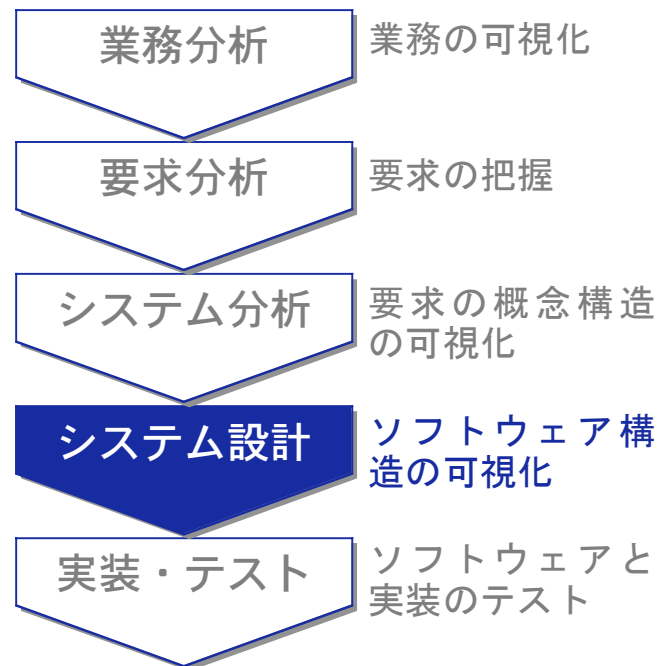 業務分析
業務の可視化
要求分析
要求の把握
システム分析
要求の概念構造
の可視化
システム設計
ソフトウェア構
造の可視化
実装・テスト
ソフトウェアと
実装のテスト